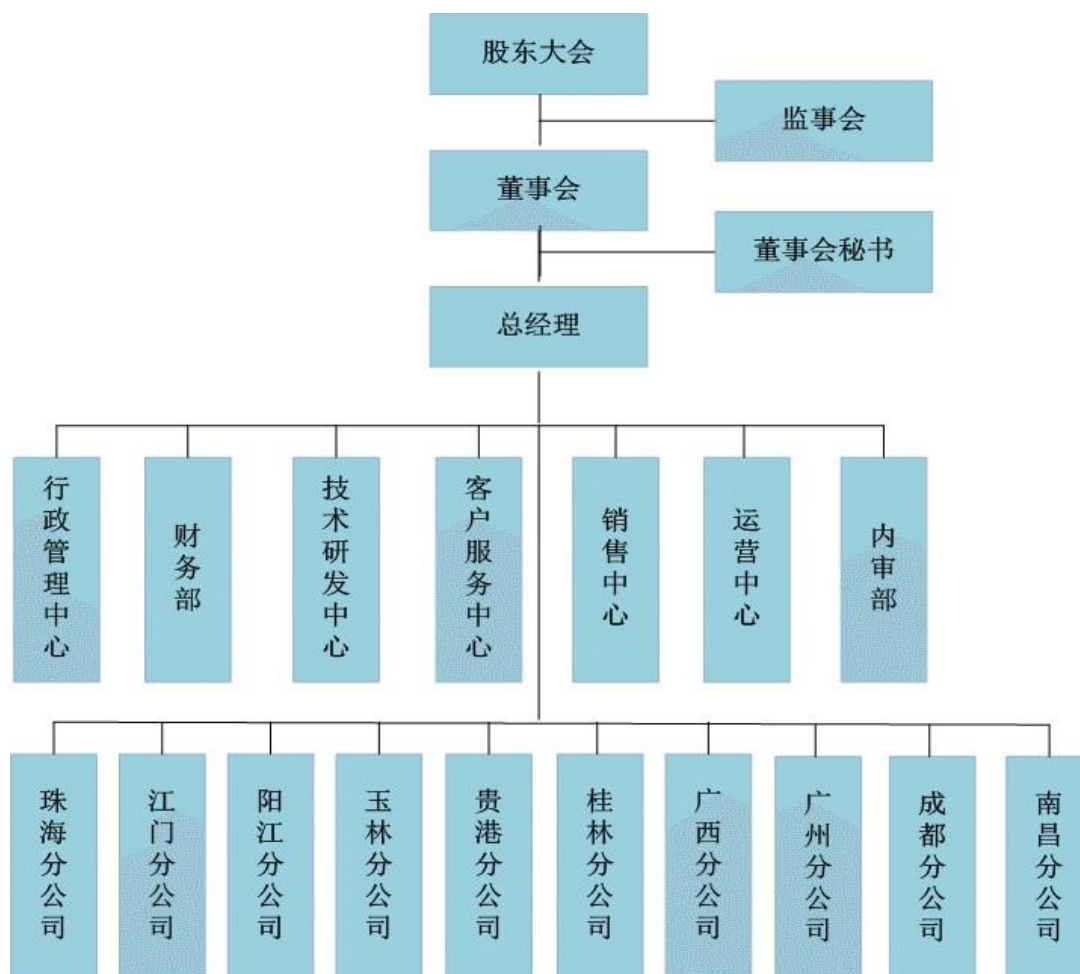 股东大会
监事会
董事会
董事会秘书
总经理
行政管理中心
财务部
技术研发中心
客户服务中心
销售中心
运营中心
内审部
珠海分公司
江门分公司
阳江分公司
玉林分公司
贵港分公司
桂林分公司
广西分公司
广州分公司
成都分公司
南昌分公司